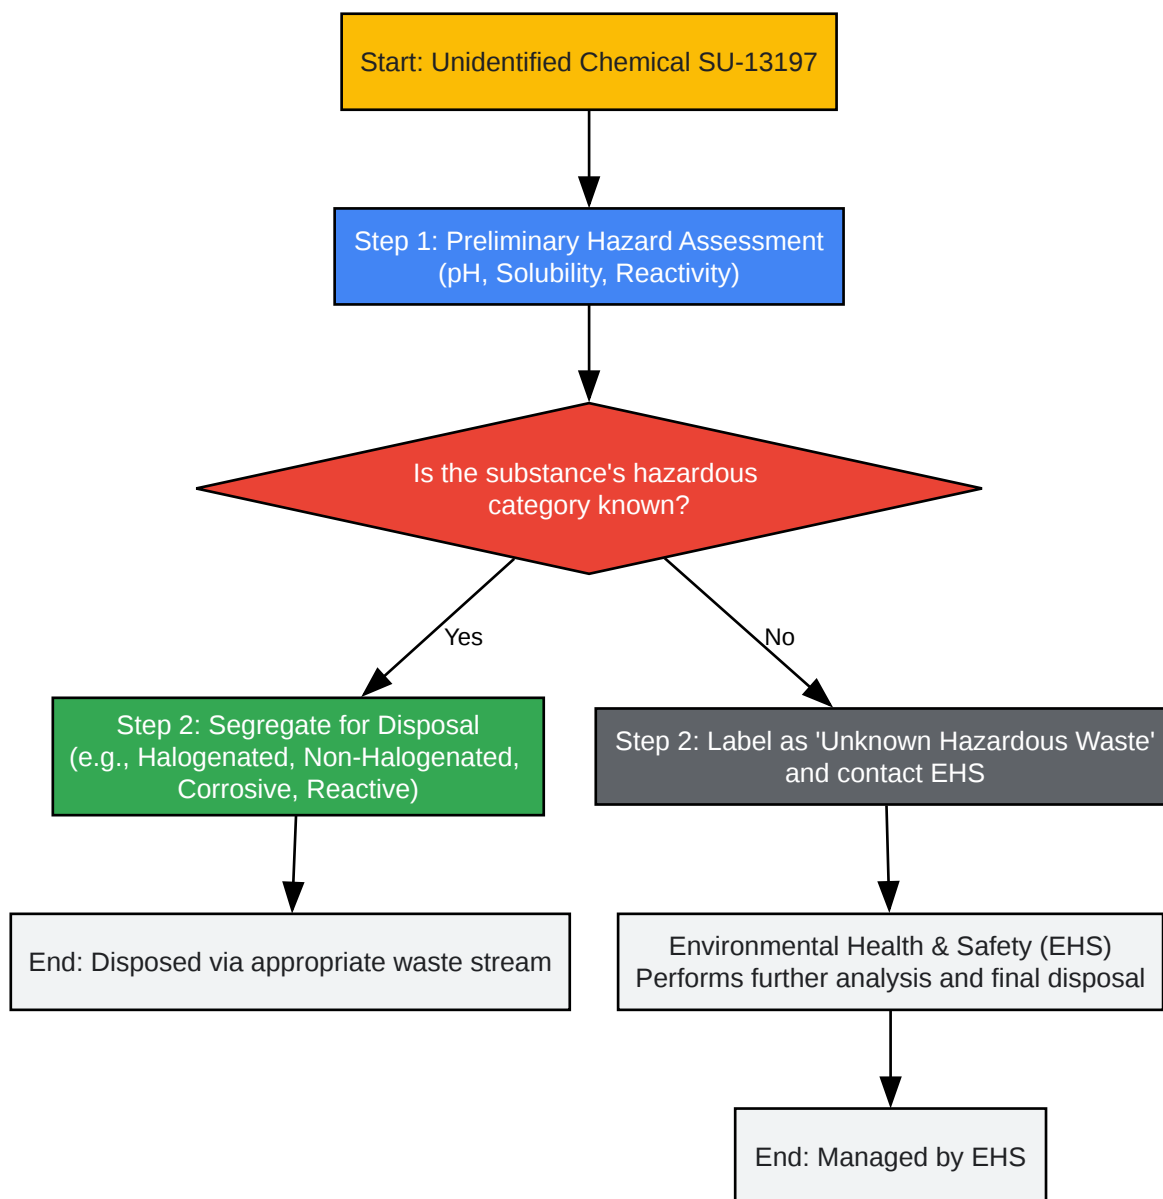 Start: Unidentified Chemical SU-13197
Step 1: Preliminary Hazard Assessment
(pH, Solubility, Reactivity)
Is the substance's hazardous
category known?
Yes
No
Step 2: Segregate for Disposal
(e.g., Halogenated, Non-Halogenated,
Corrosive, Reactive)
Step 2: Label as 'Unknown Hazardous Waste'
and contact EHS
End: Disposed via appropriate waste stream
Environmental Health & Safety (EHS)
Performs further analysis and final disposal
End: Managed by EHS